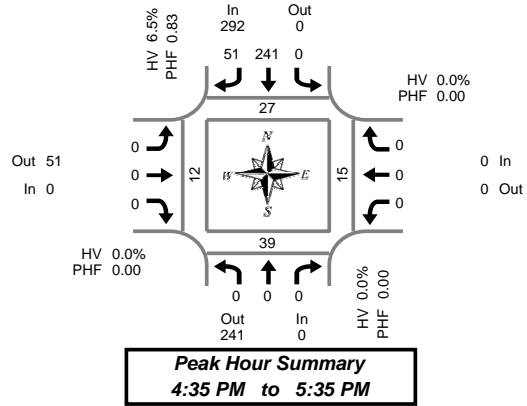 HV 6.5%
PHF 0.83
In
292
Out
0
51 241 0
HV 0.0%
PHF 0.00
27
0
0
0
Out 51
In 0
12
N
W E
S
15
0
0
0
0 In
0 Out
39
HV 0.0%
PHF 0.00
0 0 0
Out
241
In
0
HV 0.0%
PHF 0.00
Peak Hour Summary
4:35 PM to 5:35 PM